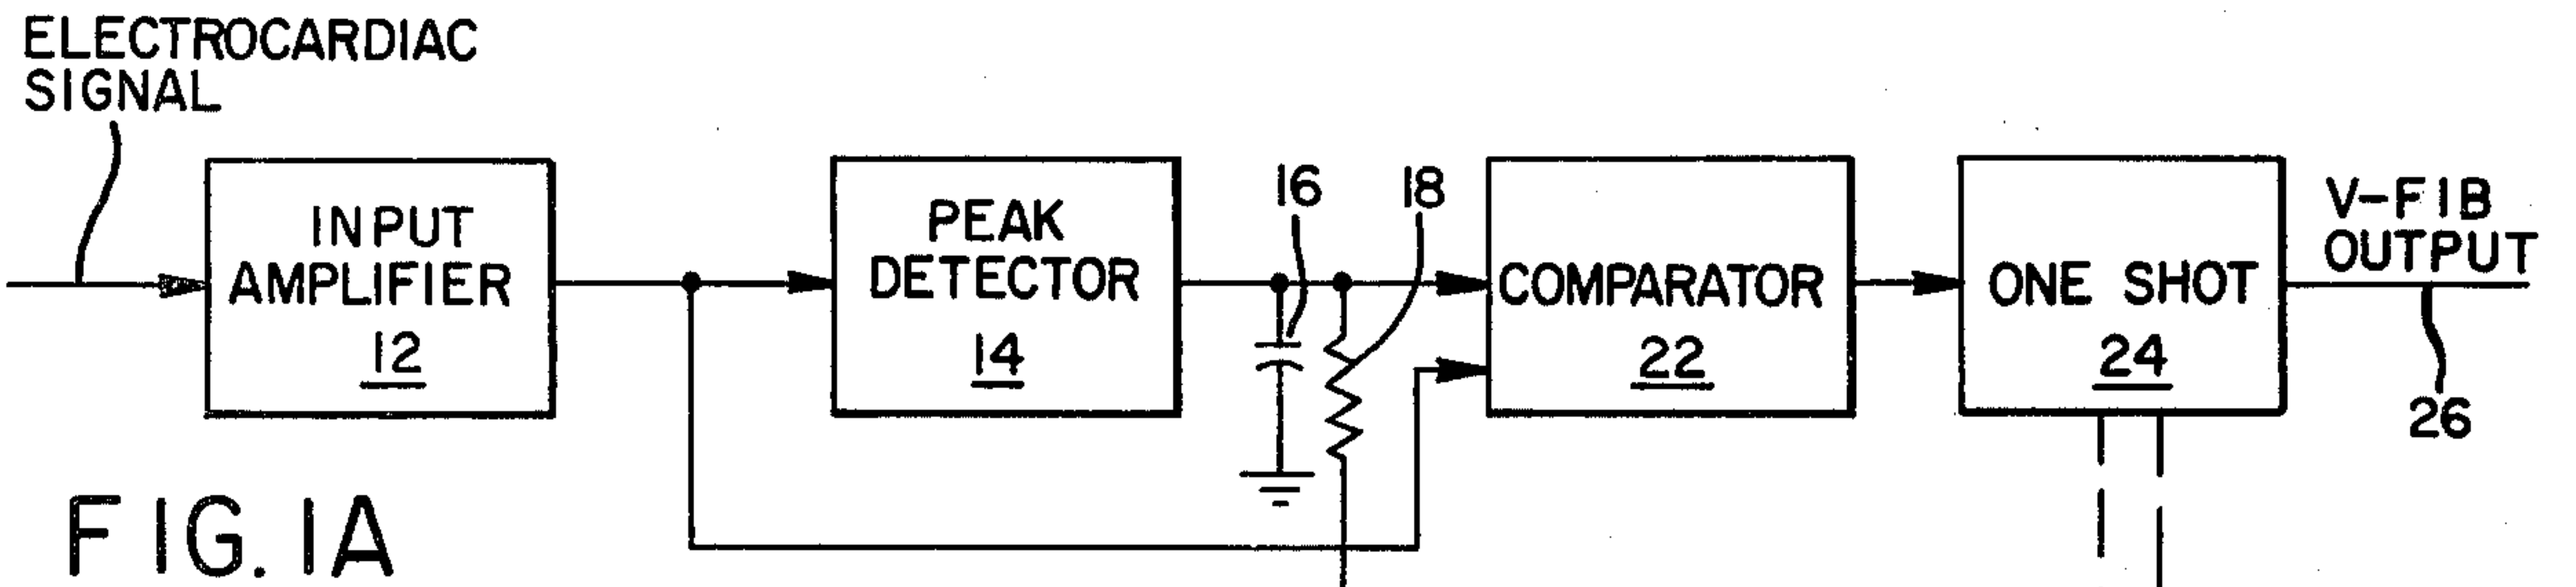 ELECTROCARDIAC
SIGNAL
INPUT
AMPLIFIER
12
PEAK
DETECTOR
14
16
18
COMPARATOR
22
ONE SHOT
24
V-FIB
OUTPUT
26
FIG. 1A